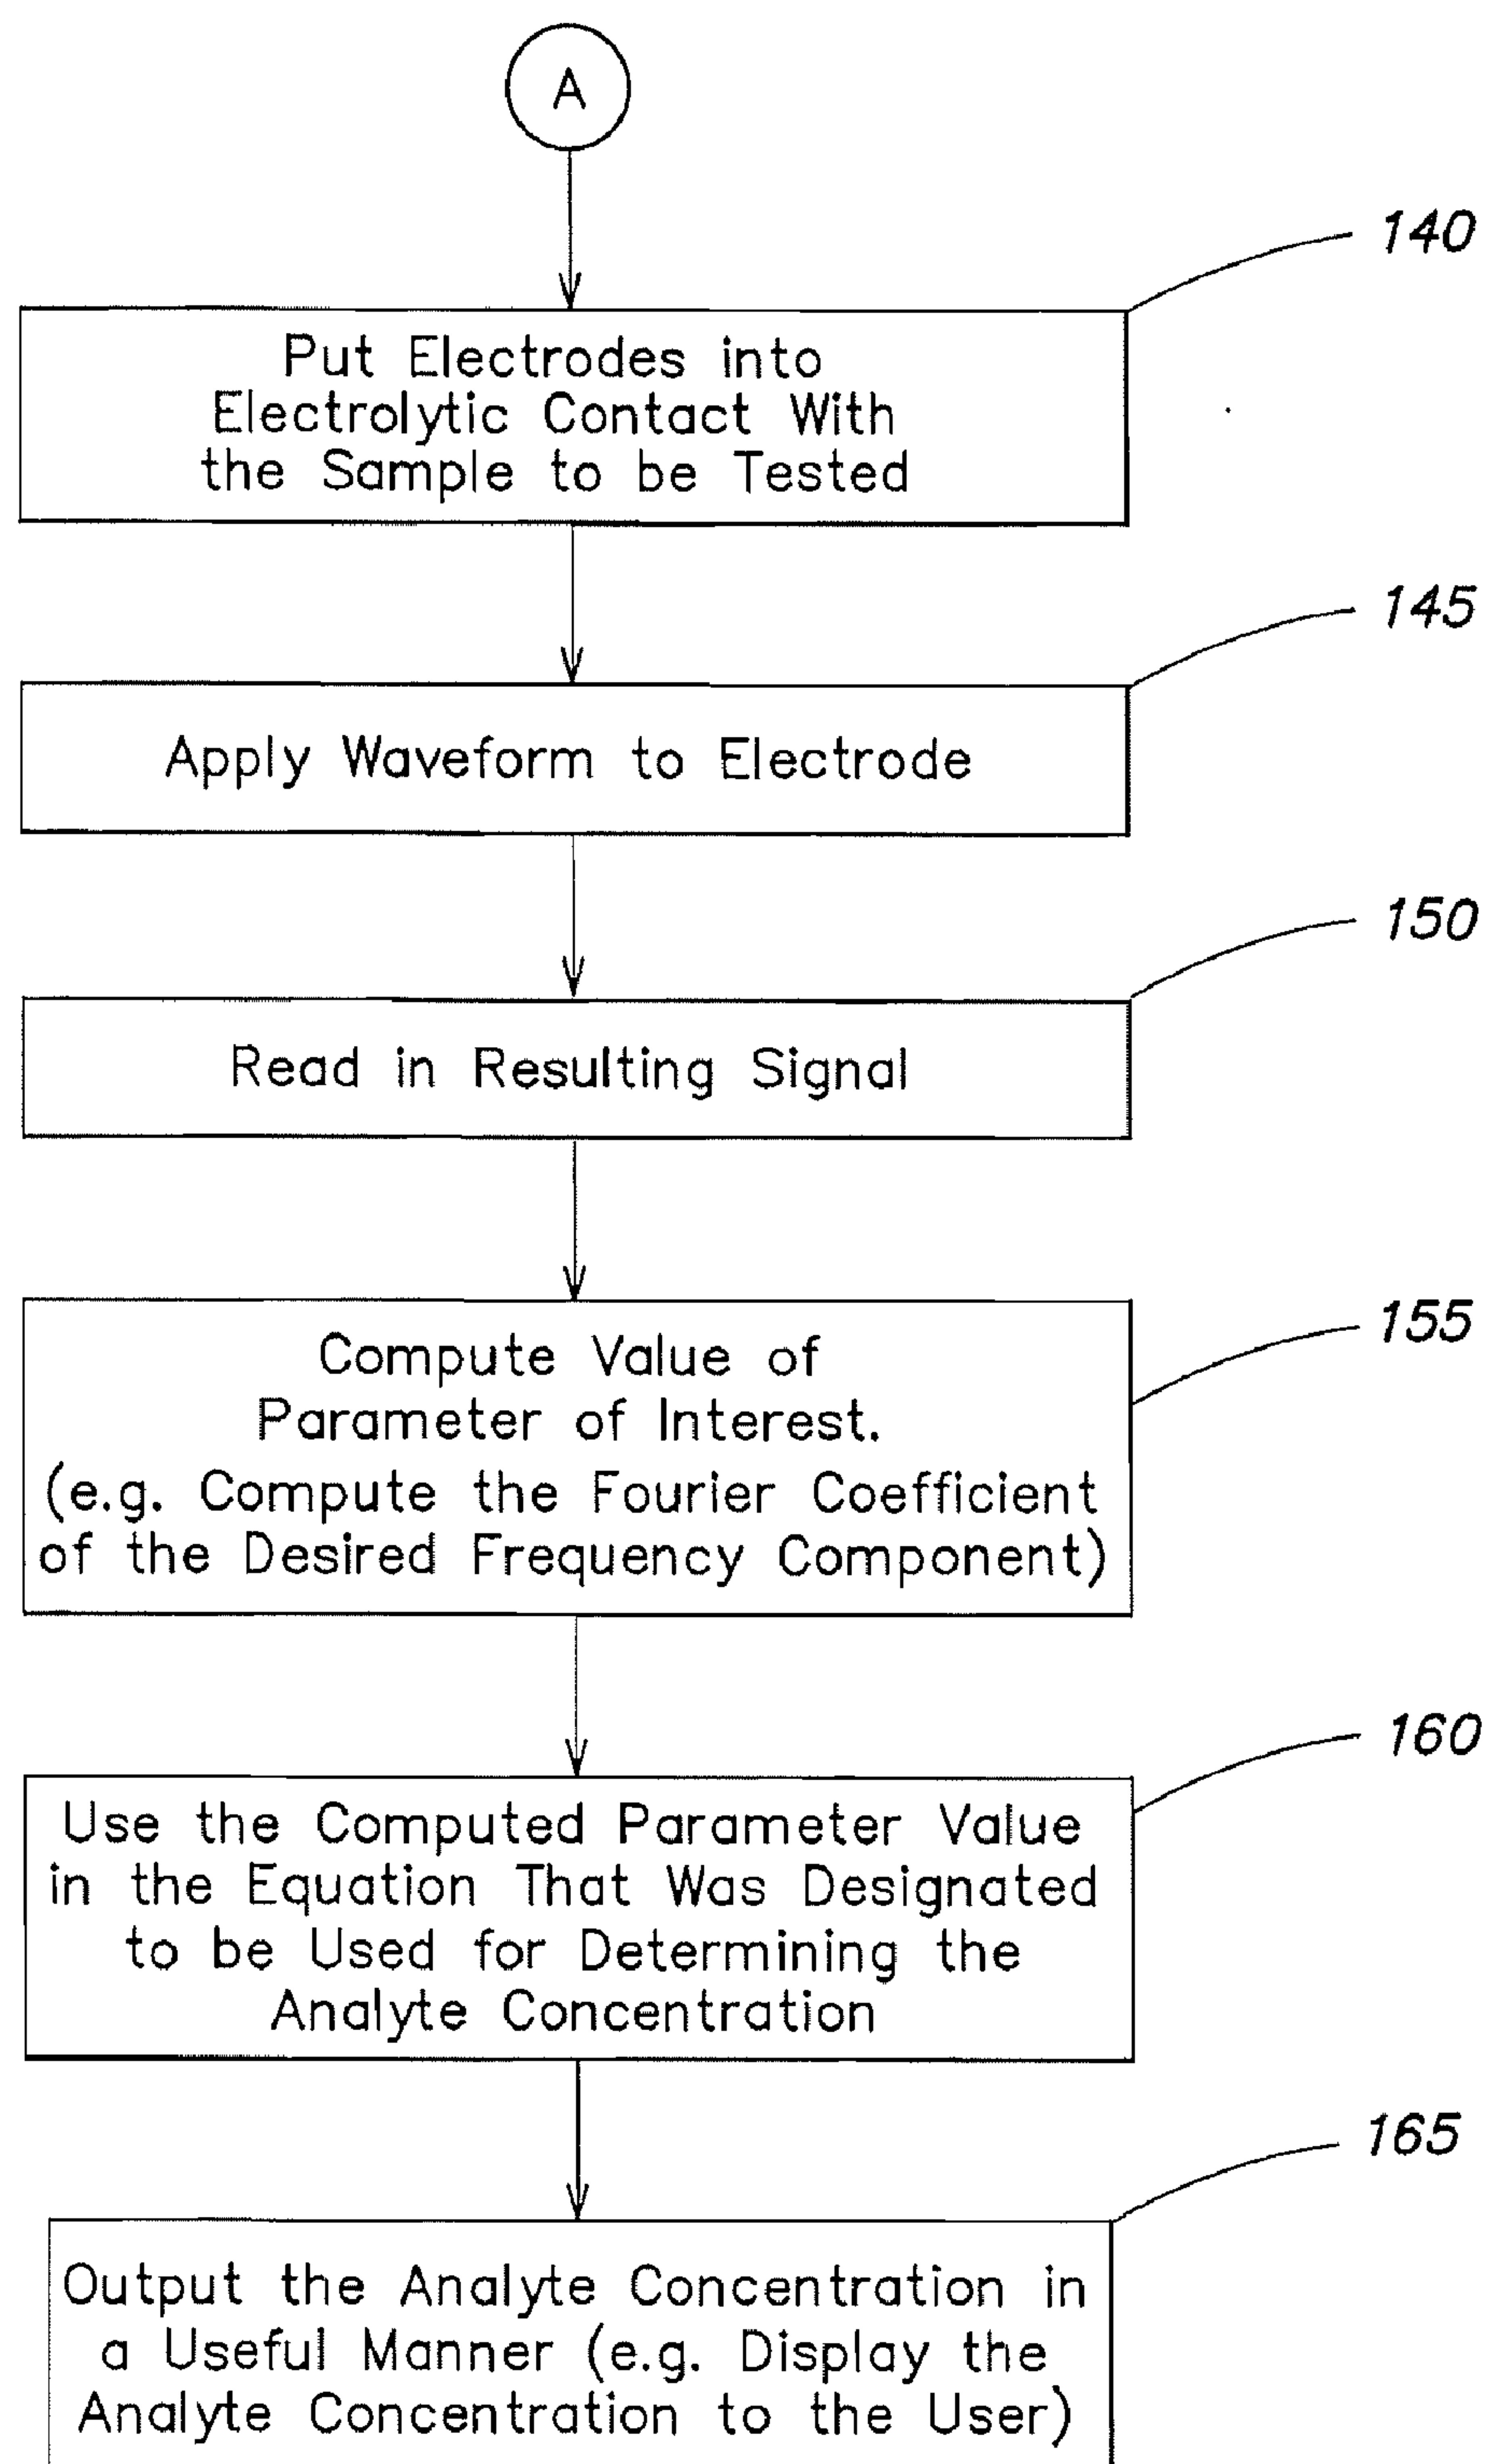 A
140
Put Electrodes into
Electrolytic Contact With
the Sample to be Tested
145
Apply Waveform to Electrode
150
Read in Resulting Signal
155
Compute Value of
Parameter of Interest.
(e.g. Compute the Fourier Coefficient
of the Desired Frequency Component)
160
Use the Computed Parameter Value
in the Equation That Was Designated
to be Used for Determining the
Analyte Concentration
165
Output the Analyte Concentration in
a Useful Manner (e.g. Display the
Analyte Concentration to the User)